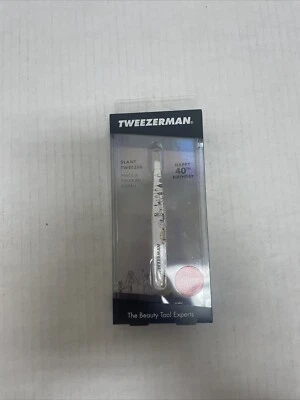 TWEEZERMAN®
SLANT
TWEEZER
HAPPY
40TH
BIRTHDAY
TWEEZERMAN
The Beauty Tool Experts